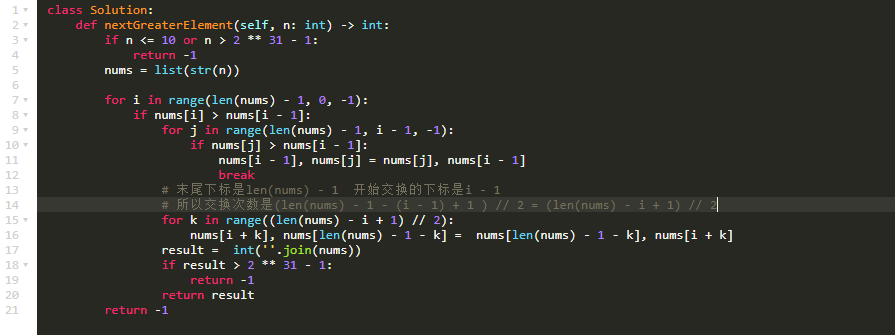 1 class Solution:
2     def nextGreaterElement(self, n: int) -> int:
3         if n <= 10 or n > 2 ** 31 - 1:
4             return -1
5         nums = list(str(n))
6
7         for i in range(len(nums) - 1, 0, -1):
8             if nums[i] > nums[i - 1]:
9                 for j in range(len(nums) - 1, i - 1, -1):
10                     if nums[j] > nums[i - 1]:
11                         nums[i - 1], nums[j] = nums[j], nums[i - 1]
12                         break
13                 # 末尾下标是len(nums) - 1  开始交换的下标是i - 1
14                 # 所以交换次数是(len(nums) - 1 - (i - 1) + 1 ) // 2 = (len(nums) - i + 1) // 2
15                 for k in range((len(nums) - i + 1) // 2):
16                     nums[i + k], nums[len(nums) - 1 - k] =  nums[len(nums) - 1 - k], nums[i + k]
17                 result =  int(''.join(nums))
18                 if result > 2 ** 31 - 1:
19                     return -1
20                 return result
21         return -1